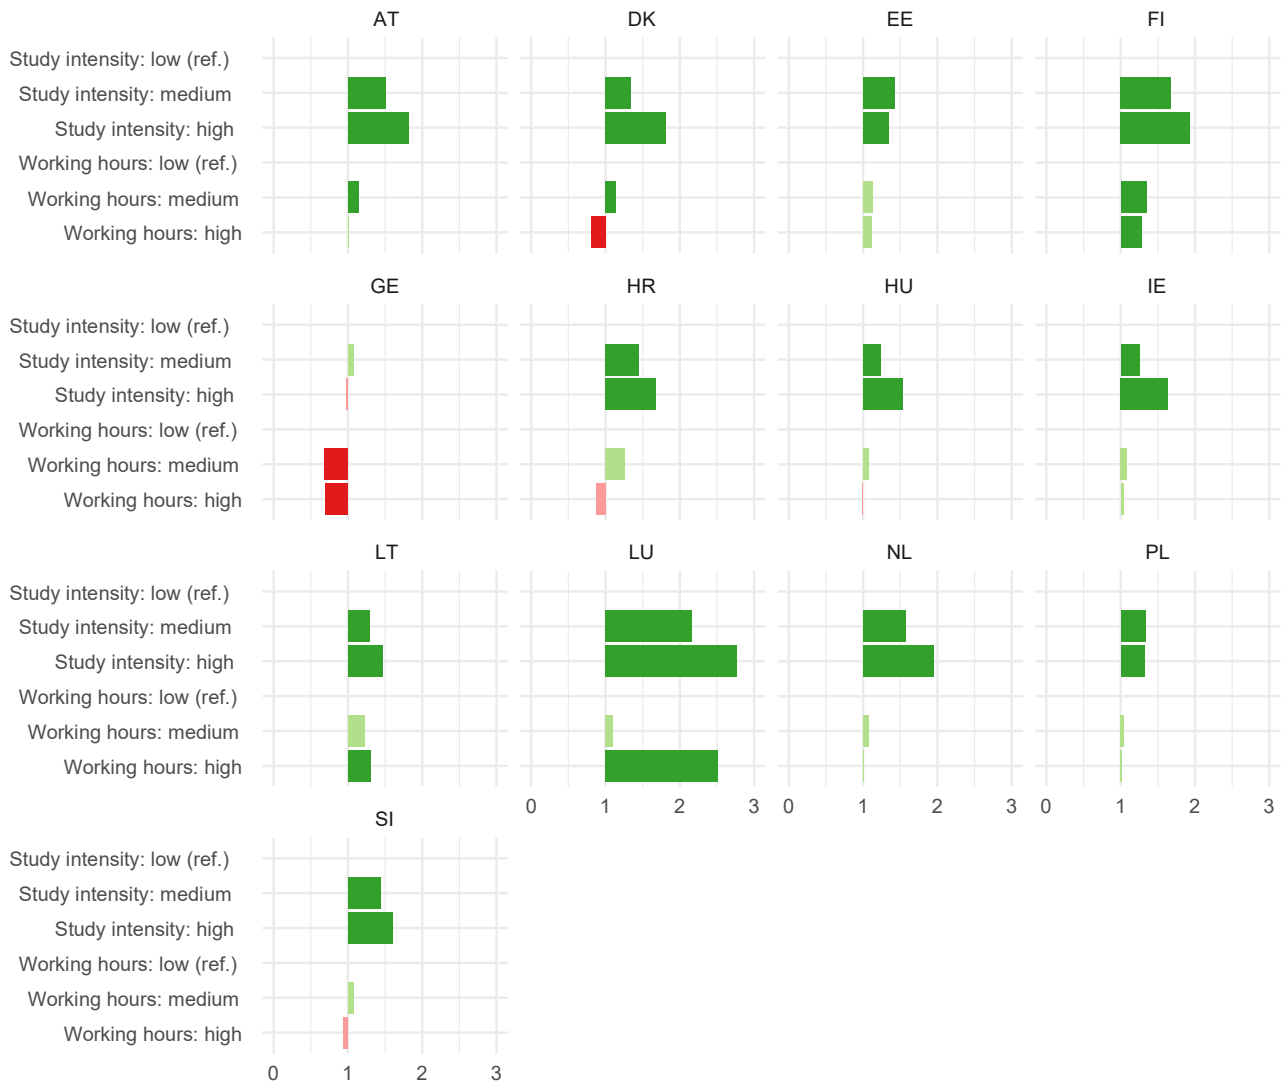 AT DK EE FI
Study intensity: low (ref.)
Study intensity: medium
Study intensity: high
Working hours: low (ref.)
Working hours: medium
Working hours: high
GE HR HU IE
Study intensity: low (ref.)
Study intensity: medium
Study intensity: high
Working hours: low (ref.)
Working hours: medium
Working hours: high
LT LU NL PL
Study intensity: low (ref.)
Study intensity: medium
Study intensity: high
Working hours: low (ref.)
Working hours: medium
Working hours: high
0 1 2 3 0 1 2 3 0 1 2 3
SI
Study intensity: low (ref.)
Study intensity: medium
Study intensity: high
Working hours: low (ref.)
Working hours: medium
Working hours: high
0 1 2 3